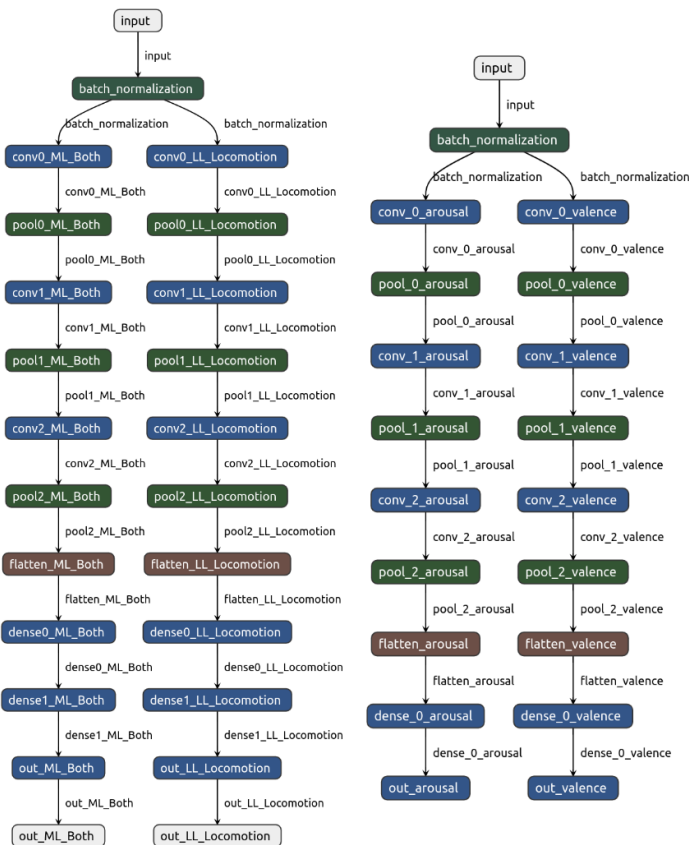 input
input
batch_normalization
batch_normalization
batch_normalization
conv0_ML_Both
conv0_LL_Locomotion
conv0_ML_Both
conv0_LL_Locomotion
pool0_ML_Both
pool0_LL_Locomotion
pool0_ML_Both
pool0_LL_Locomotion
conv1_ML_Both
conv1_LL_Locomotion
conv1_ML_Both
conv1_LL_Locomotion
pool1_ML_Both
pool1_LL_Locomotion
pool1_ML_Both
pool1_LL_Locomotion
conv2_ML_Both
conv2_LL_Locomotion
conv2_ML_Both
conv2_LL_Locomotion
pool2_ML_Both
pool2_LL_Locomotion
pool2_ML_Both
pool2_LL_Locomotion
flatten_ML_Both
flatten_LL_Locomotion
flatten_ML_Both
flatten_LL_Locomotion
dense0_ML_Both
dense0_LL_Locomotion
dense0_ML_Both
dense0_LL_Locomotion
dense1_ML_Both
dense1_LL_Locomotion
dense1_ML_Both
dense1_LL_Locomotion
out_ML_Both
out_LL_Locomotion
out_ML_Both
out_LL_Locomotion
out_ML_Both
out_LL_Locomotion
input
input
batch_normalization
batch_normalization
batch_normalization
conv_0_arousal
conv_0_valence
conv_0_arousal
conv_0_valence
pool_0_arousal
pool_0_valence
pool_0_arousal
pool_0_valence
conv_1_arousal
conv_1_valence
conv_1_arousal
conv_1_valence
pool_1_arousal
pool_1_valence
pool_1_arousal
pool_1_valence
conv_2_arousal
conv_2_valence
conv_2_arousal
conv_2_valence
pool_2_arousal
pool_2_valence
pool_2_arousal
pool_2_valence
flatten_arousal
flatten_valence
flatten_arousal
flatten_valence
dense_0_arousal
dense_0_valence
dense_0_arousal
dense_0_valence
out_arousal
out_valence